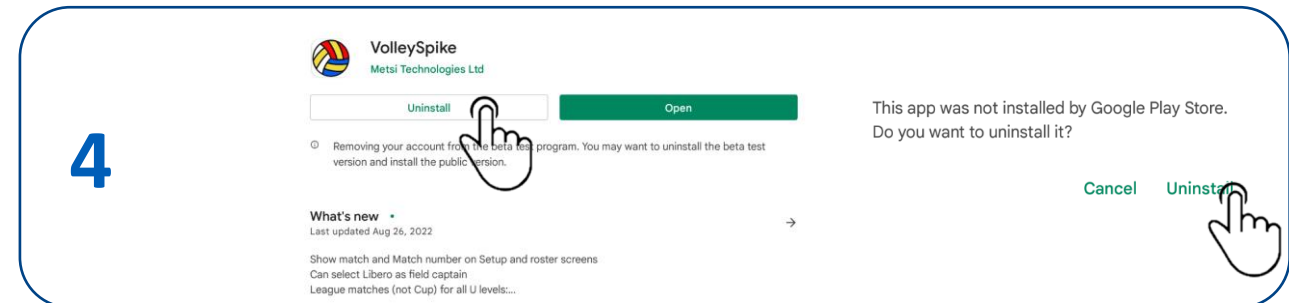 4
VolleySpike
Metsi Technologies Ltd
Uninstall
Open
Removing your account from the beta test program. You may want to uninstall the beta test
version and install the public version.
What's new •
Last updated Aug 26, 2022
Show match and Match number on Setup and roster screens
Can select Libero as field captain
League matches (not Cup) for all U levels:...
This app was not installed by Google Play Store.
Do you want to uninstall it?
Cancel
Uninstall